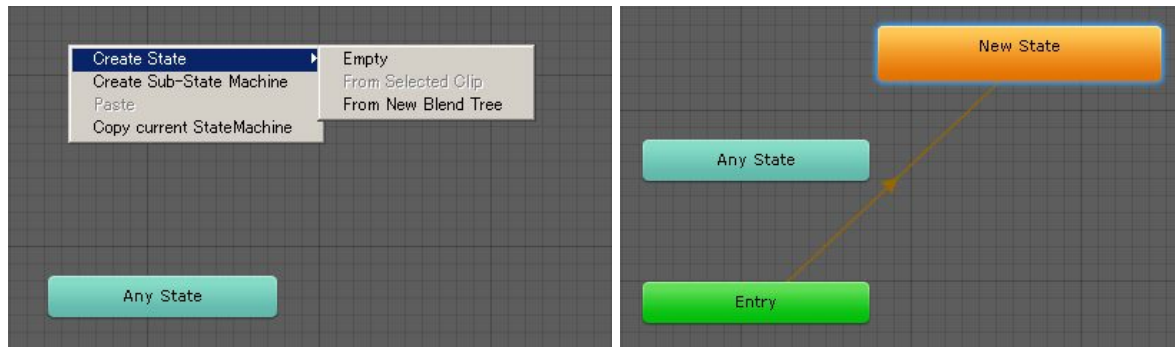 Create State
Empty
Create Sub-State Machine
From Selected Clip
Paste
From New Blend Tree
Copy current StateMachine
Any State
New State
Any State
Entry